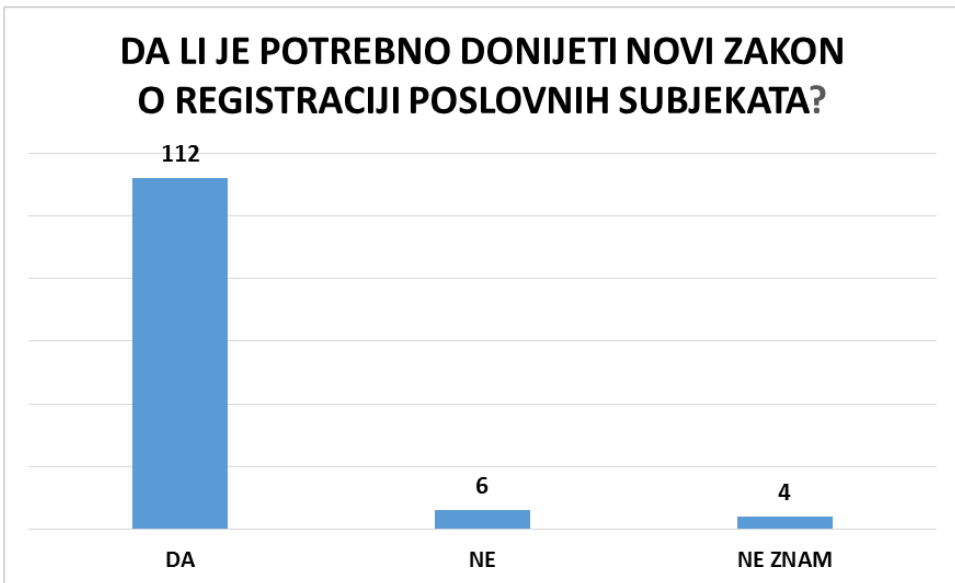 DA LI JE POTREBNO DONIJETI NOVI ZAKON
O REGISTRACIJI POSLOVNIH SUBJEKATA?
112
6
4
DA
NE
NE ZNAM